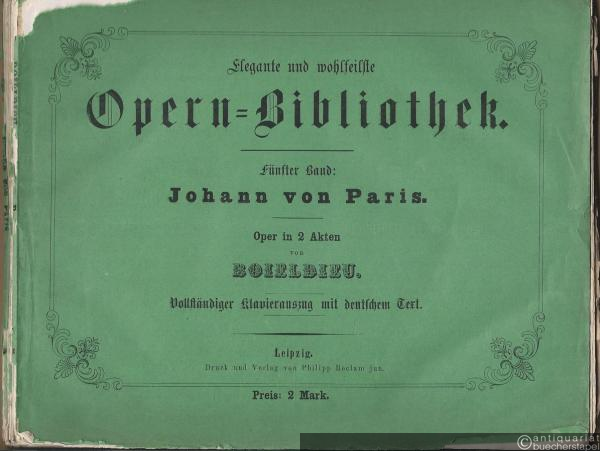 Elegante und wohlfeilste
Opern=Bibliothek.
Fünfter Band:
Johann von Paris.
Oper in 2 Akten
von
BOIELDIEU.
Vollständiger Klavierauszug mit deutschem Text.
Leipzig.
Druck und Verlag von Philipp Reclam jun.
Preis: 2 Mark.
© antiquariat
buecherstapel